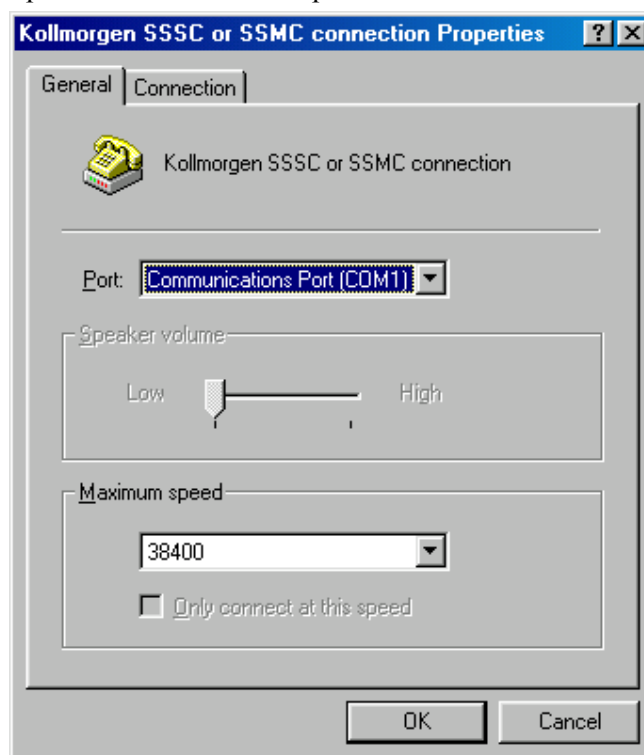 Kollmorgen SSSC or SSMC connection Properties ? X
General Connection
Kollmorgen SSSC or SSMC connection
Port: Communications Port (COM1)
Speaker volume
Low High
Maximum speed
38400
Only connect at this speed
OK Cancel